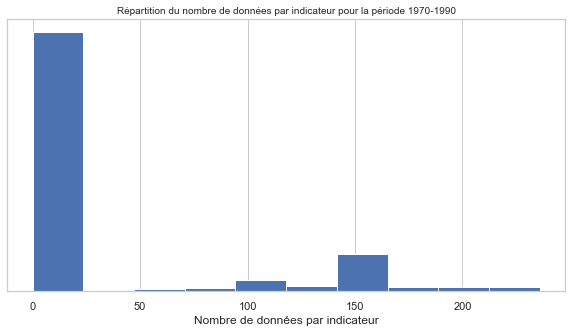 Répartition du nombre de données par indicateur pour la période 1970-1990
0 50 100 150 200
Nombre de données par indicateur